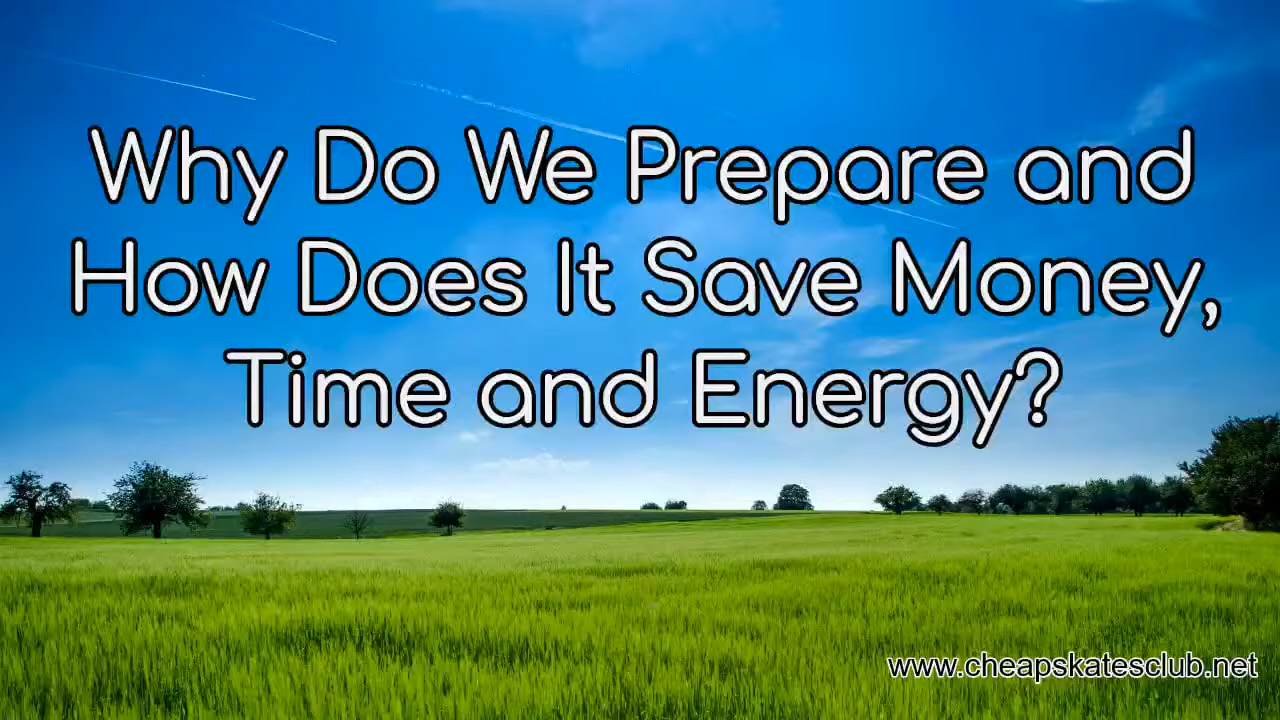 Why Do We Prepare and
How Does It Save Money,
Time and Energy?
www.cheapskatesclub.net